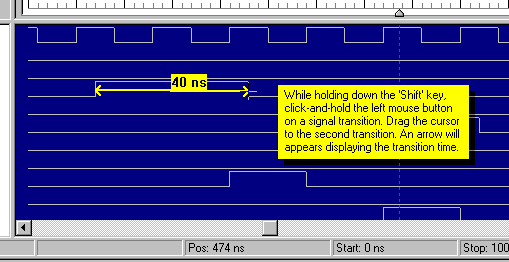 40 ns
While holding down the 'Shift' key,
click-and-hold the left mouse button
on a signal transition. Drag the cursor
to the second transition. An arrow will
appears displaying the transition time.
Pos: 474 ns
Start: 0 ns
Stop: 100